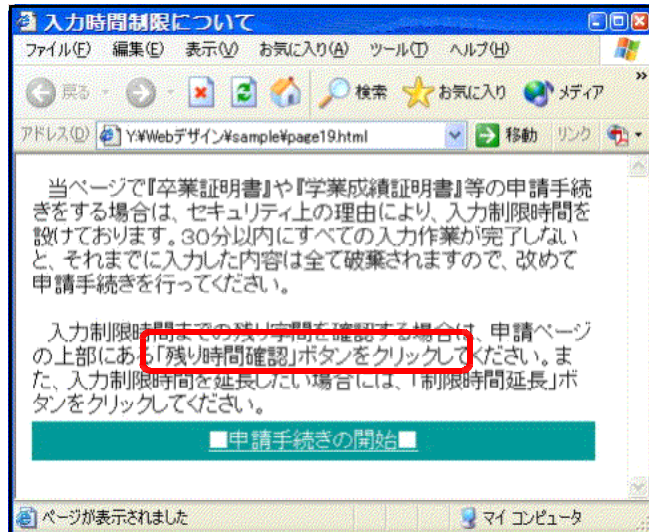 入力時間制限について
ファイル(F) 編集(E) 表示(V) お気に入り(A) ツール(T) ヘルプ(H)
戻る 検索 お気に入り メディア »
アドレス(D) Y:¥Webデザイン¥sample¥page19.html 移動 リンク
当ページで『卒業証明書』や『学業成績証明書』等の申請手続
きをする場合は、セキュリティ上の理由により、入力制限時間を
設けております。30分以内にすべての入力作業が完了しない
と、それまでに入力した内容は全て破棄されますので、改めて
申請手続きを行ってください。
入力制限時間までの残り字間を確認する場合は、申請ページ
の上部にある「残り時間確認」ボタンをクリックしてください。ま
た、入力制限時間を延長したい場合には、「制限時間延長」ボ
タンをクリックしてください。
■申請手続きの開始■
ページが表示されました マイ コンピュータ